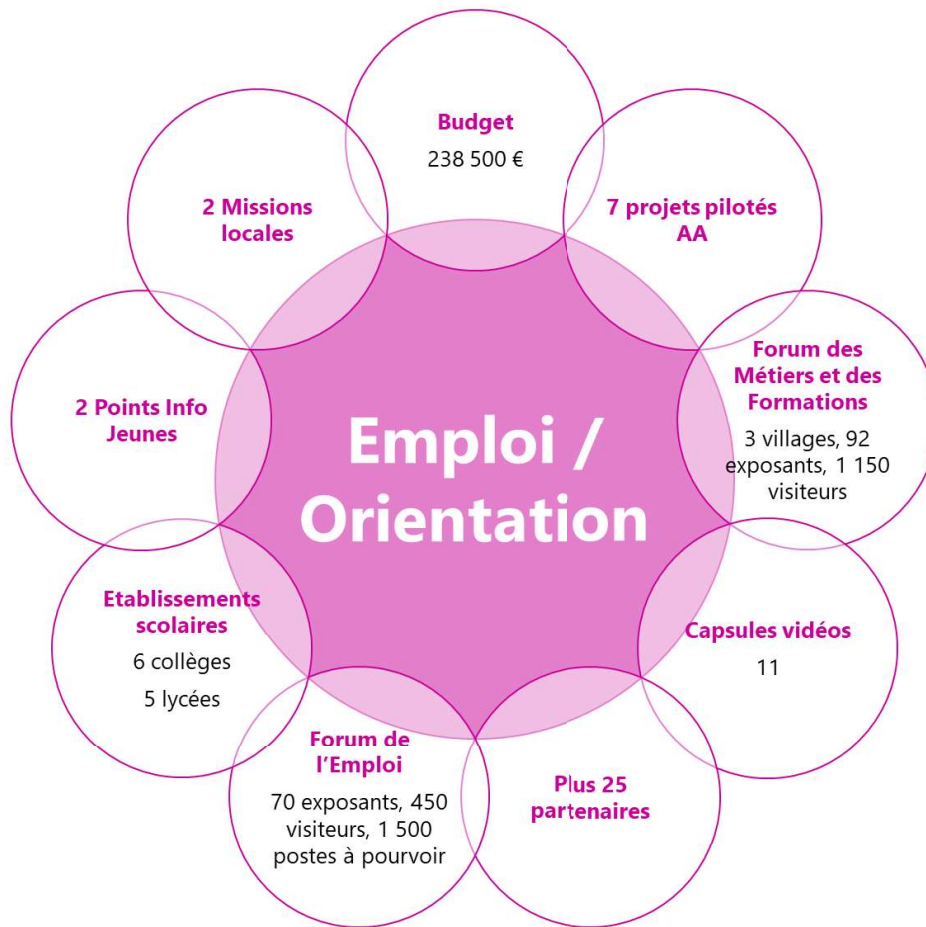 Budget
238 500 €
7 projets pilotés
AA
Forum des
Métiers et des
Formations
3 villages, 92
exposants, 1 150
visiteurs
Capsules vidéos
11
Plus 25
partenaires
Forum de
l'Emploi
70 exposants, 450
visiteurs, 1 500
postes à pourvoir
Etablissements
scolaires
6 collèges
5 lycées
2 Points Info
Jeunes
2 Missions
locales
Emploi /
Orientation